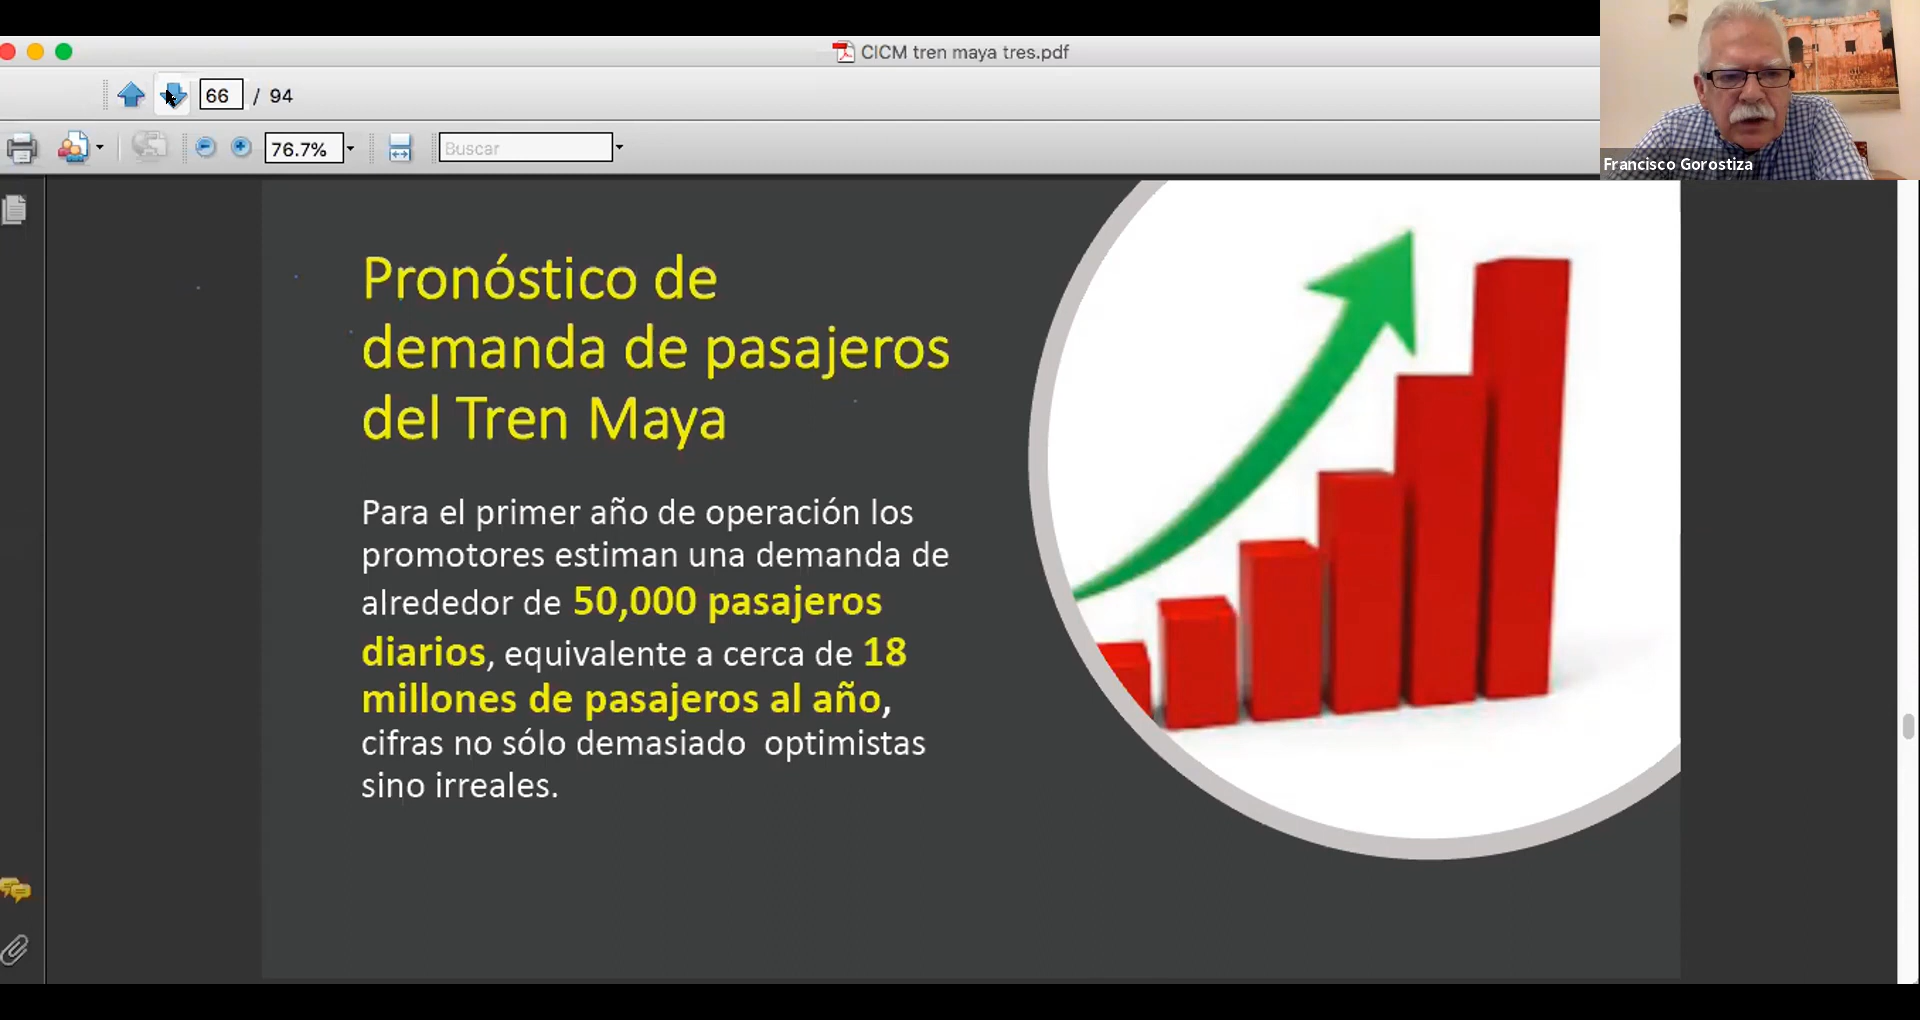 CICM tren maya tres.pdf
66 / 94
76.7%
Buscar
Francisco Gorostiza
Pronóstico de
demanda de pasajeros
del Tren Maya
Para el primer año de operación los
promotores estiman una demanda de
alrededor de 50,000 pasajeros
diarios, equivalente a cerca de 18
millones de pasajeros al año,
cifras no sólo demasiado optimistas
sino irreales.